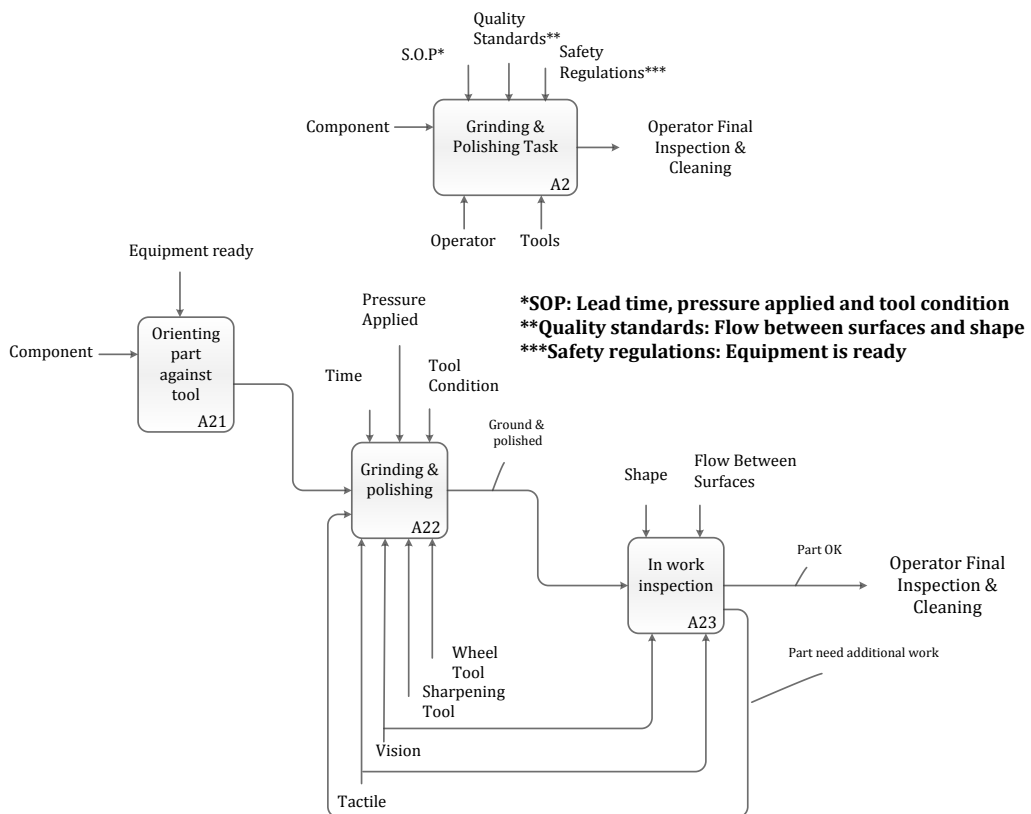 Quality
Standards**
S.O.P*
Safety
Regulations***
Component
Grinding &
Polishing Task
A2
Operator Final
Inspection &
Cleaning
Operator
Tools
Equipment ready
*SOP: Lead time, pressure applied and tool condition
**Quality standards: Flow between surfaces and shape
***Safety regulations: Equipment is ready
Component
Orienting
part
against
tool
A21
Pressure
Applied
Time
Tool
Condition
Grinding &
polishing
A22
Ground &
polished
Shape
Flow Between
Surfaces
In work
inspection
A23
Part OK
Operator Final
Inspection &
Cleaning
Part need additional work
Wheel
Tool
Sharpening
Tool
Vision
Tactile